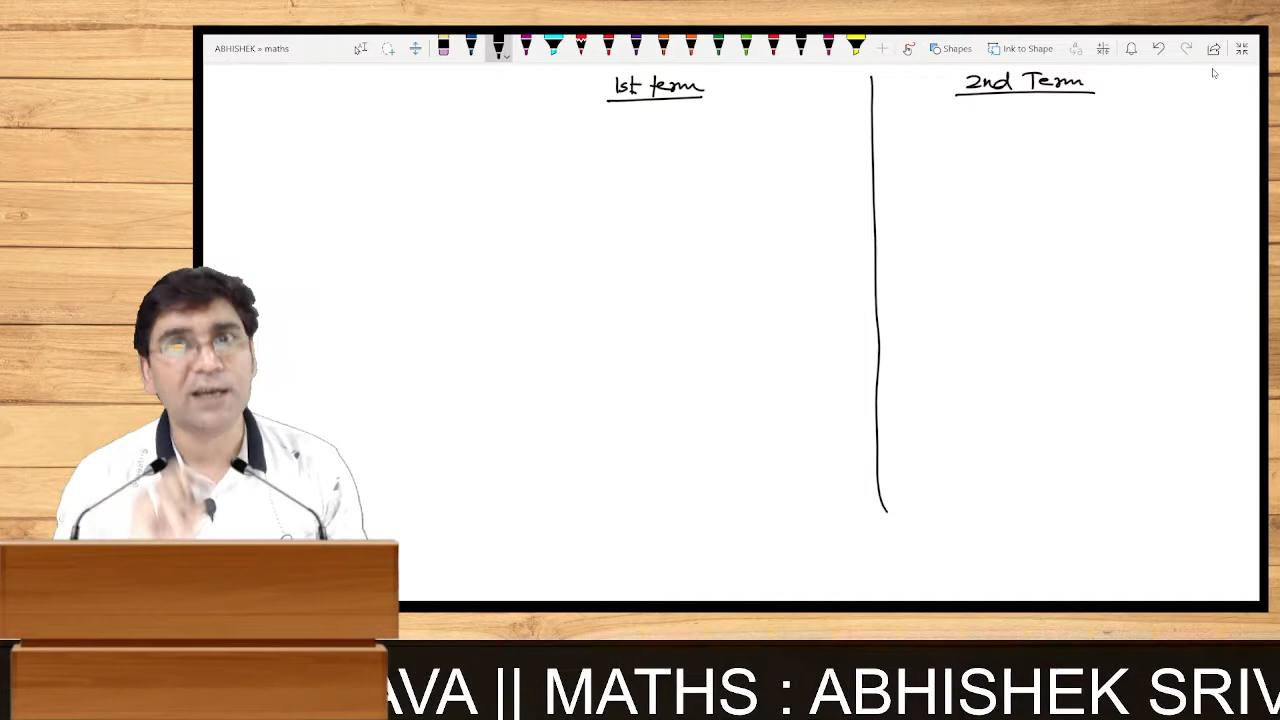 ABHISHEK » maths
Shapes
Ink to Shape
1st term
2nd Term
AVA || MATHS : ABHISHEK SRIV